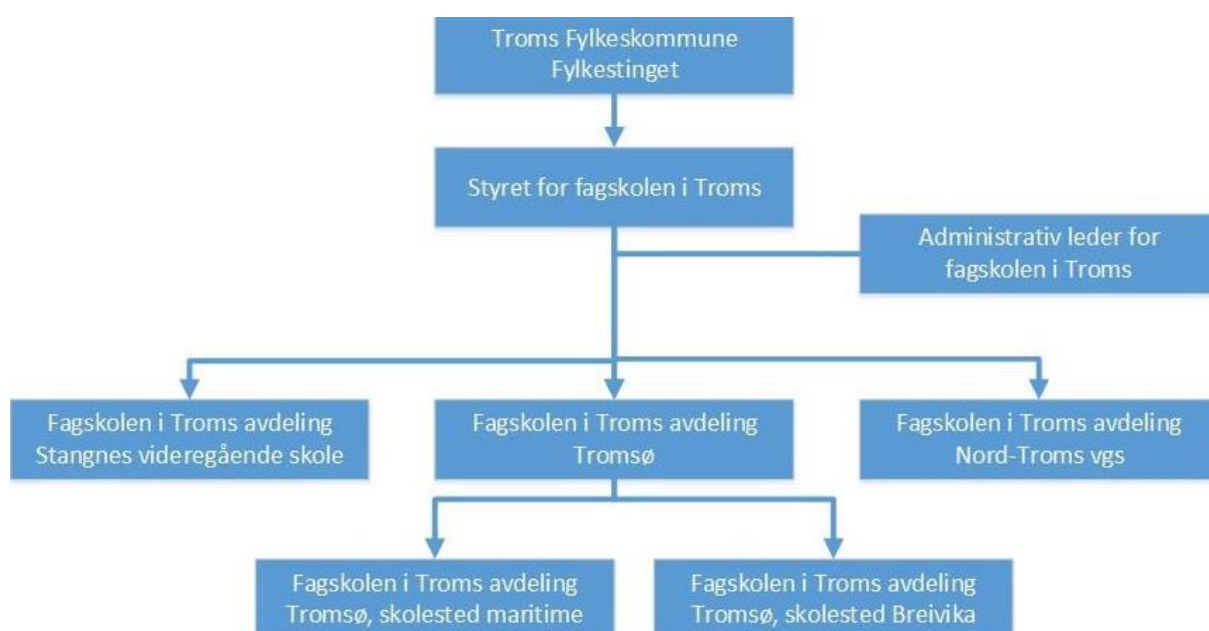 Troms Fylkeskommune
Fylkestinget
Styret for fagskolen i Troms
Administrativ leder for
fagskolen i Troms
Fagskolen i Troms avdeling
Stangnes videregående skole
Fagskolen i Troms avdeling
Tromsø
Fagskolen i Troms avdeling
Nord-Troms vgs
Fagskolen i Troms avdeling
Tromsø, skolested maritime
Fagskolen i Troms avdeling
Tromsø, skolested Breivika